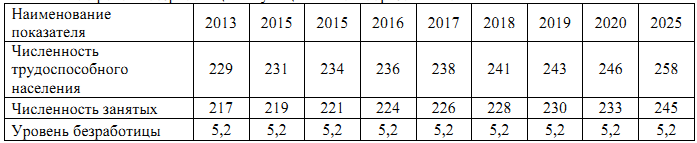 Наименование показателя 2013 2015 2015 2016 2017 2018 2019 2020 2025
Численность трудоспособного населения 229 231 234 236 238 241 243 246 258
Численность занятых 217 219 221 224 226 228 230 233 245
Уровень безработицы 5,2 5,2 5,2 5,2 5,2 5,2 5,2 5,2 5,2